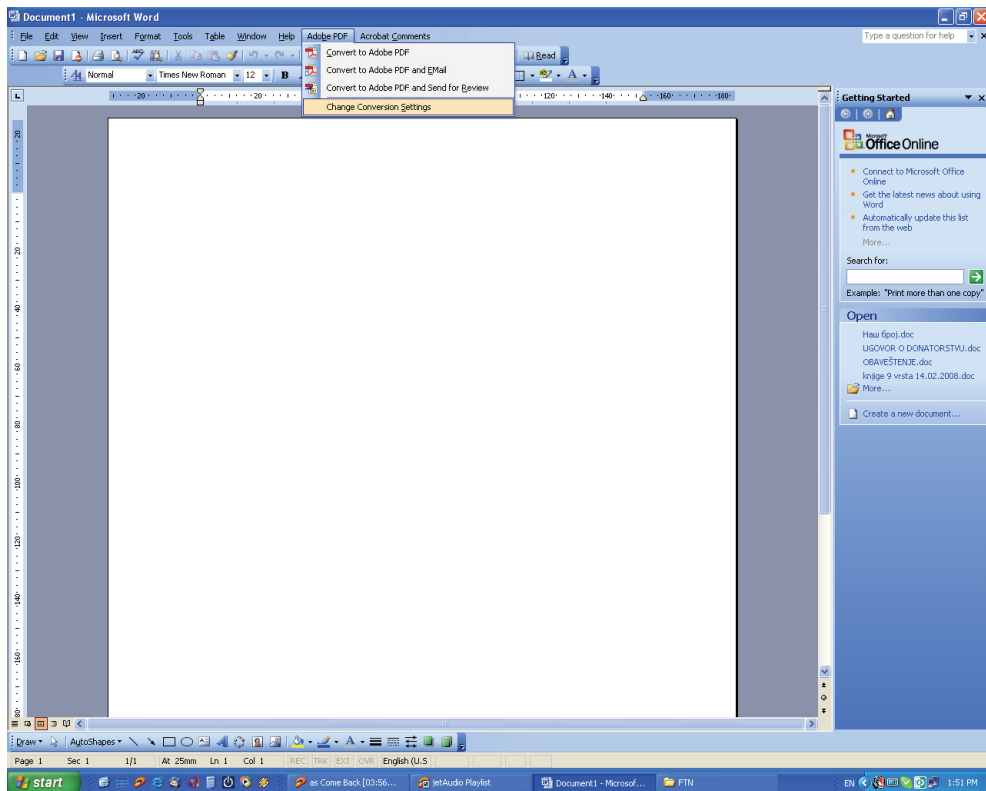 Document1 - Microsoft Word
File Edit View Insert Format Tools Table Window Help Adobe PDF Acrobat Comments
Type a question for help
Convert to Adobe PDF
Convert to Adobe PDF and EMail
Convert to Adobe PDF and Send for Review
Change Conversion Settings
Read
Normal Times New Roman 12 B
Getting Started
Microsoft
Office Online
Connect to Microsoft Office
Online
Get the latest news about using
Word
Automatically update this list
from the web
More...
Search for:
Example: "Print more than one copy"
Open
Наш број.doc
UGOVOR O DONATORSTVU.doc
OBAVEŠTENJE.doc
knjige 9 vrsta 14.02.2008.doc
More...
Create a new document...
Draw AutoShapes
Page 1 Sec 1 1/1 At 25mm Ln 1 Col 1 REC TRK EXT OVR English (U.S
start as Come Back [03:56... jetAudio Playlist Document1 - Microsof... FTN EN 1:51 PM